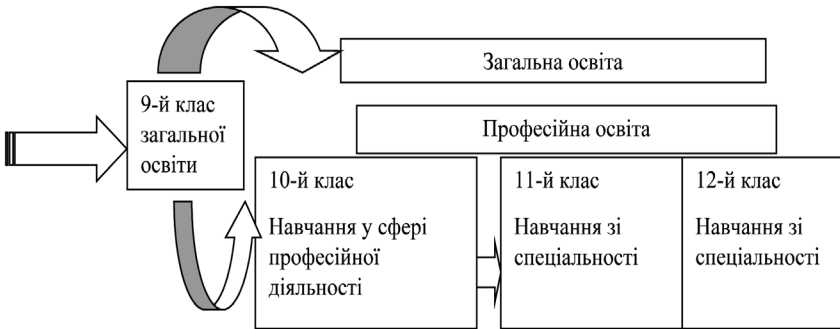 Загальна освіта
9-й клас
загальної
освіти
Професійна освіта
10-й клас
Навчання у сфері
професійної
діяльності
11-й клас
Навчання зі
спеціальності
12-й клас
Навчання зі
спеціальності